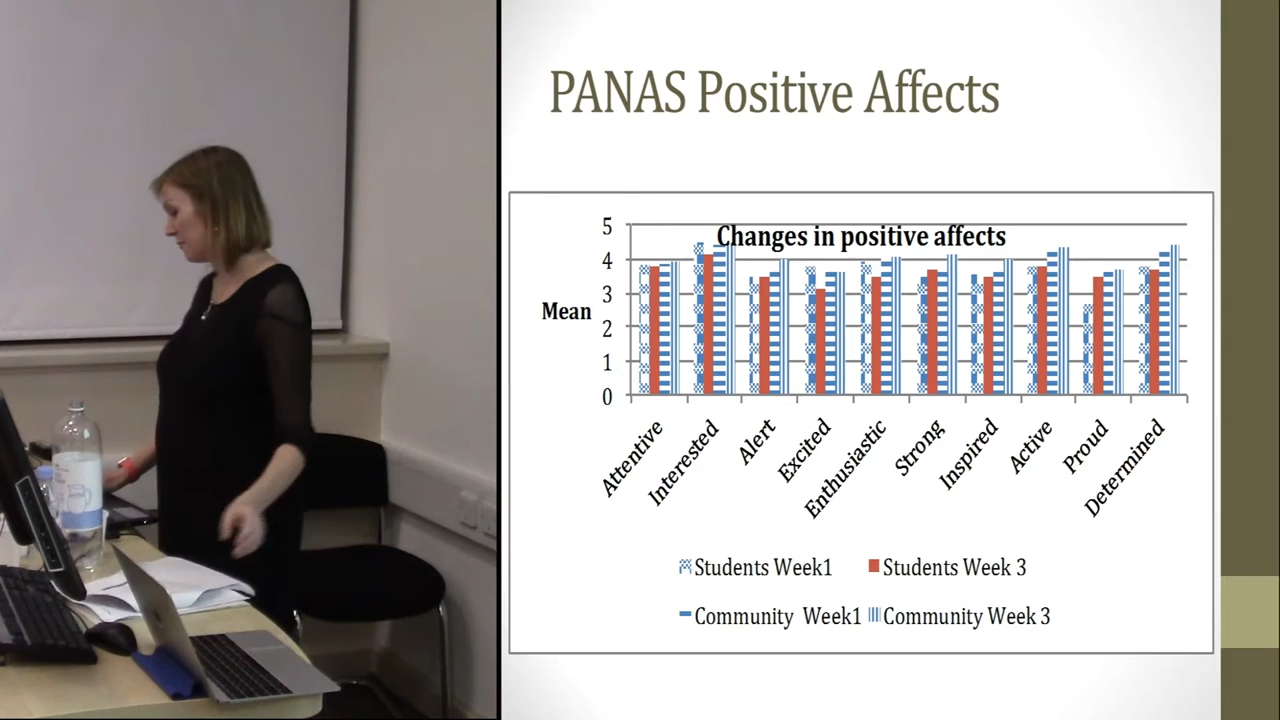 PANAS Positive Affects
Changes in positive affects
5
4
3
2
1
0
Mean
Attentive
Interested
Alert
Excited
Enthusiastic
Strong
Inspired
Active
Proud
Determined
Students Week1
Students Week 3
Community Week1
Community Week 3